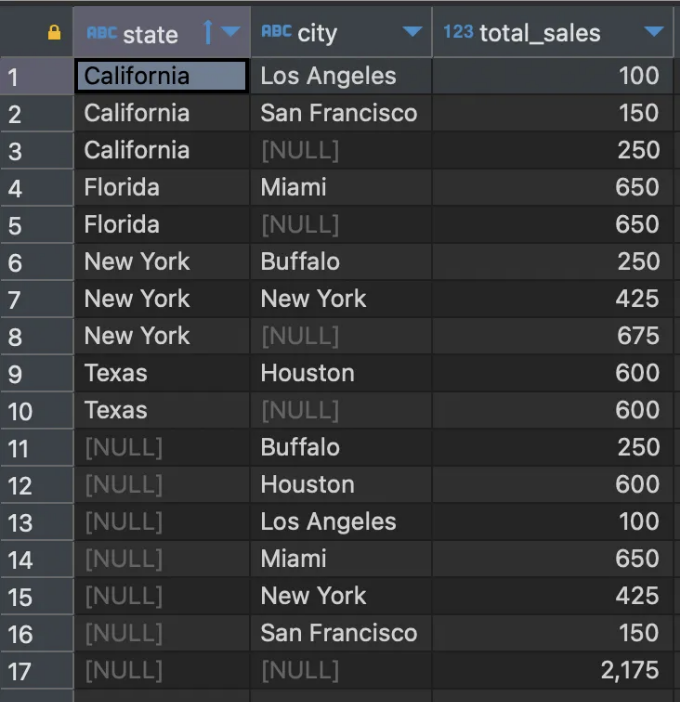 ABC state ABC city 123 total_sales
1 California Los Angeles 100
2 California San Francisco 150
3 California [NULL] 250
4 Florida Miami 650
5 Florida [NULL] 650
6 New York Buffalo 250
7 New York New York 425
8 New York [NULL] 675
9 Texas Houston 600
10 Texas [NULL] 600
11 [NULL] Buffalo 250
12 [NULL] Houston 600
13 [NULL] Los Angeles 100
14 [NULL] Miami 650
15 [NULL] New York 425
16 [NULL] San Francisco 150
17 [NULL] [NULL] 2,175